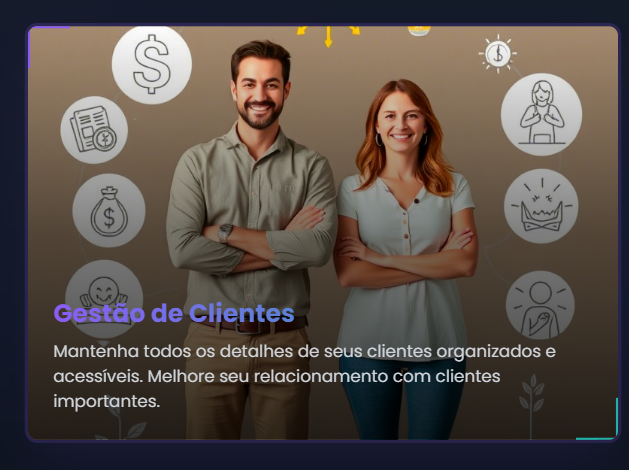 Gestão de Clientes
Mantenha todos os detalhes de seus clientes organizados e
acessíveis. Melhore seu relacionamento com clientes
importantes.